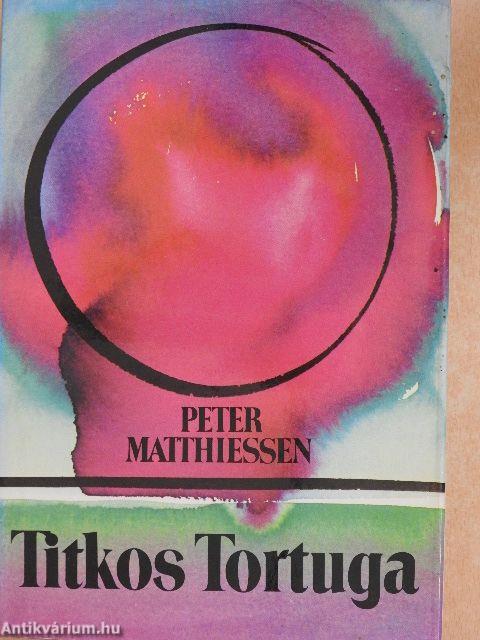 PETER
MATTHIESSEN
Titkos Tortuga
Antikvárium.hu